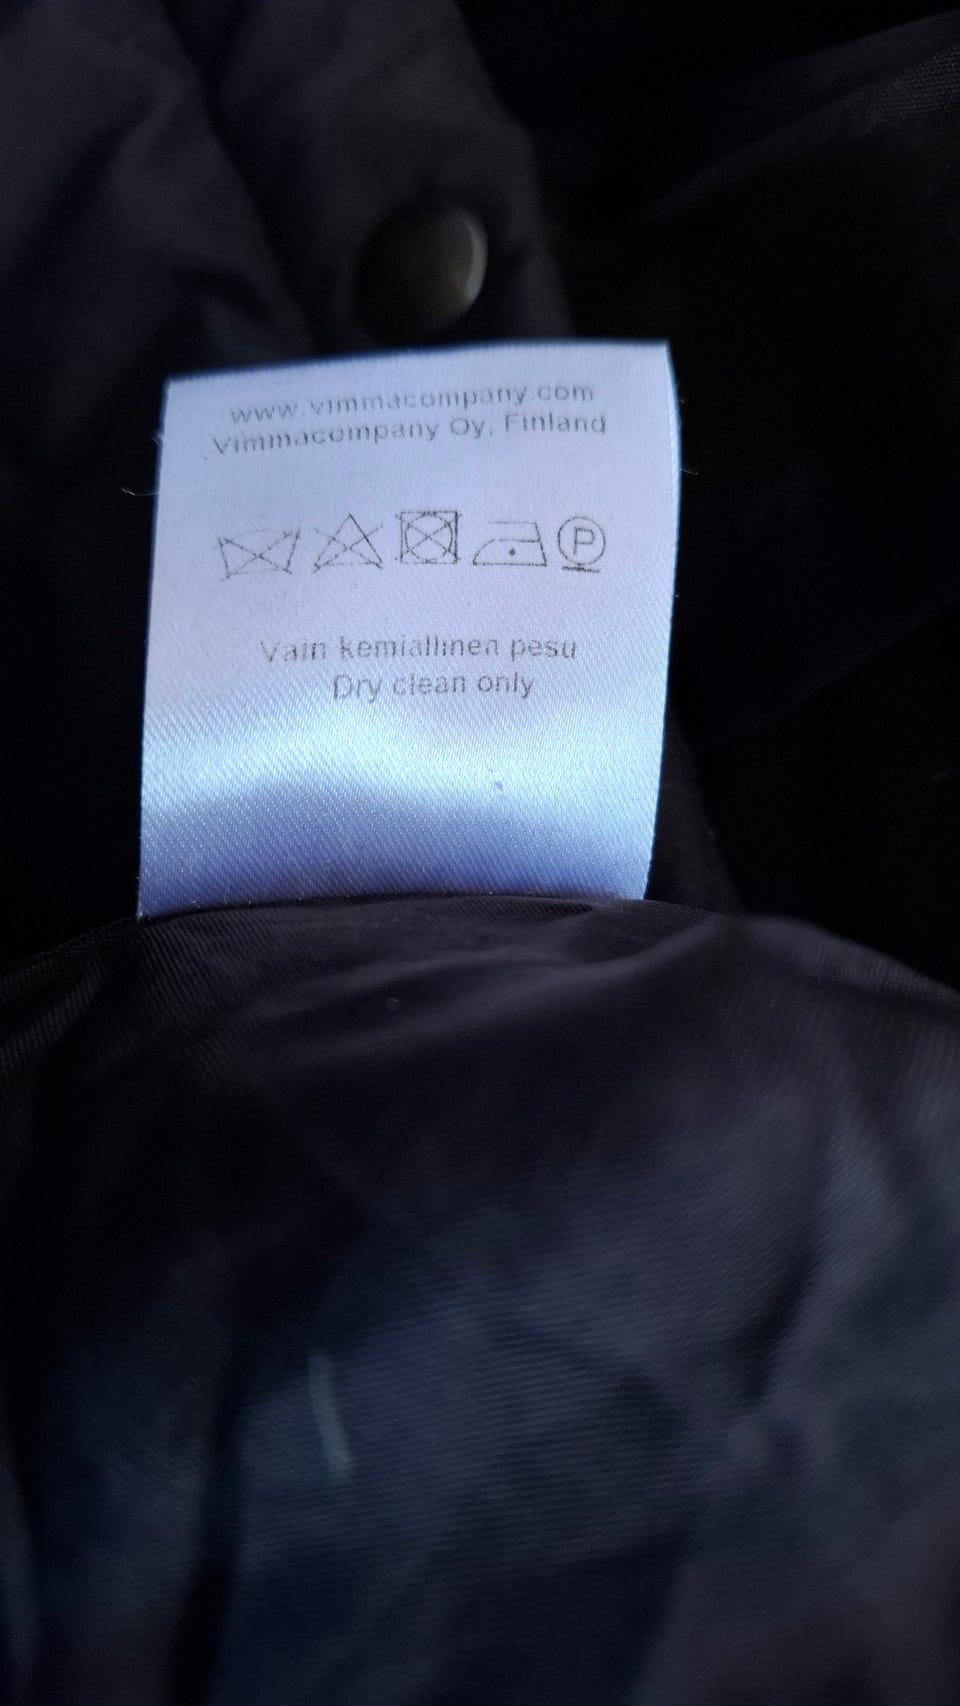 www.vimmacompany.com
Vimmacompany Oy, Finland
P
Vain kemiallinen pesu
Dry clean only